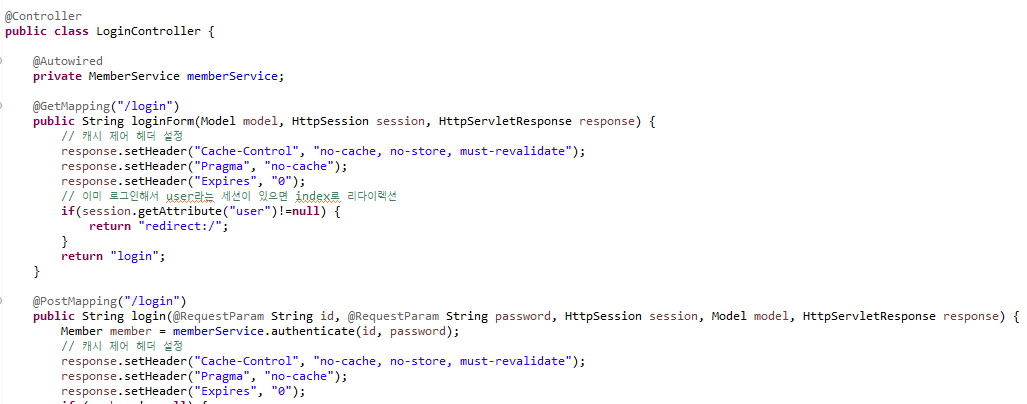 @Controller
public class LoginController {
@Autowired
private MemberService memberService;
@GetMapping("/login")
public String loginForm(Model model, HttpSession session, HttpServletResponse response) {
// 캐시 제어 헤더 설정
response.setHeader("Cache-Control", "no-cache, no-store, must-revalidate");
response.setHeader("Pragma", "no-cache");
response.setHeader("Expires", "0");
// 이미 로그인해서 user라는 세션이 있으면 index로 리다이렉션
if(session.getAttribute("user")!=null) {
return "redirect:/";
}
return "login";
}
@PostMapping("/login")
public String login(@RequestParam String id, @RequestParam String password, HttpSession session, Model model, HttpServletResponse response) {
Member member = memberService.authenticate(id, password);
// 캐시 제어 헤더 설정
response.setHeader("Cache-Control", "no-cache, no-store, must-revalidate");
response.setHeader("Pragma", "no-cache");
response.setHeader("Expires", "0");